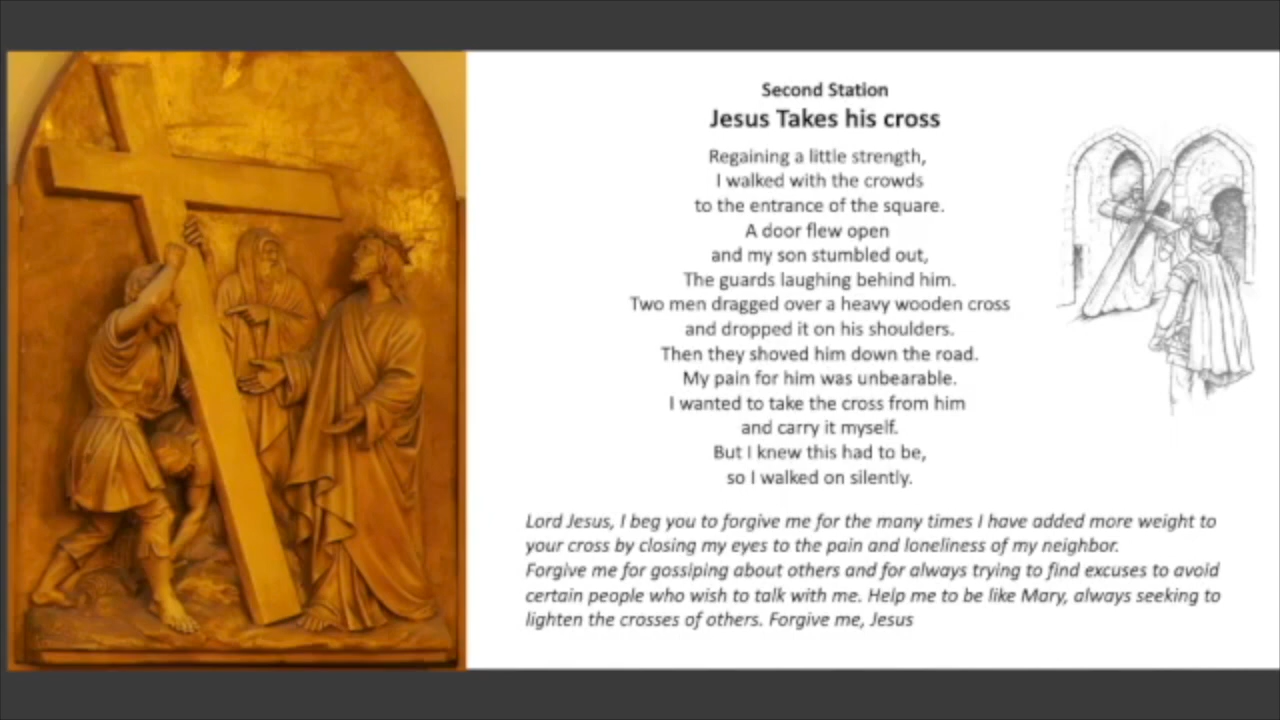 Second Station
Jesus Takes his cross
Regaining a little strength,
I walked with the crowds
to the entrance of the square.
A door flew open
and my son stumbled out,
The guards laughing behind him.
Two men dragged over a heavy wooden cross
and dropped it on his shoulders.
Then they shoved him down the road.
My pain for him was unbearable.
I wanted to take the cross from him
and carry it myself.
But I knew this had to be,
so I walked on silently.
Lord Jesus, I beg you to forgive me for the many times I have added more weight to
your cross by closing my eyes to the pain and loneliness of my neighbor.
Forgive me for gossiping about others and for always trying to find excuses to avoid
certain people who wish to talk with me. Help me to be like Mary, always seeking to
lighten the crosses of others. Forgive me, Jesus